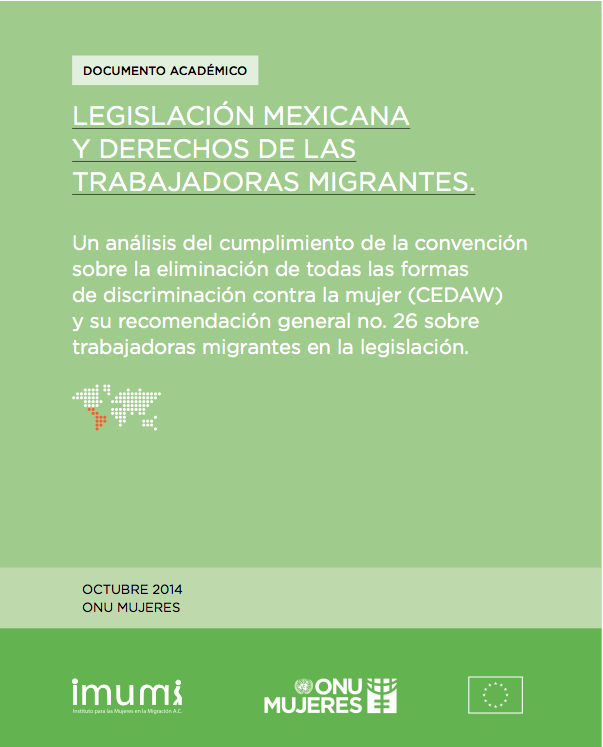 DOCUMENTO ACADÉMICO
LEGISLACIÓN MEXICANA
Y DERECHOS DE LAS
TRABAJADORAS MIGRANTES.
Un análisis del cumplimiento de la convención
sobre la eliminación de todas las formas
de discriminación contra la mujer (CEDAW)
y su recomendación general no. 26 sobre
trabajadoras migrantes en la legislación.
OCTUBRE 2014
ONU MUJERES
imumi
Instituto para las Mujeres en la Migración A.C.
ONU
MUJERES